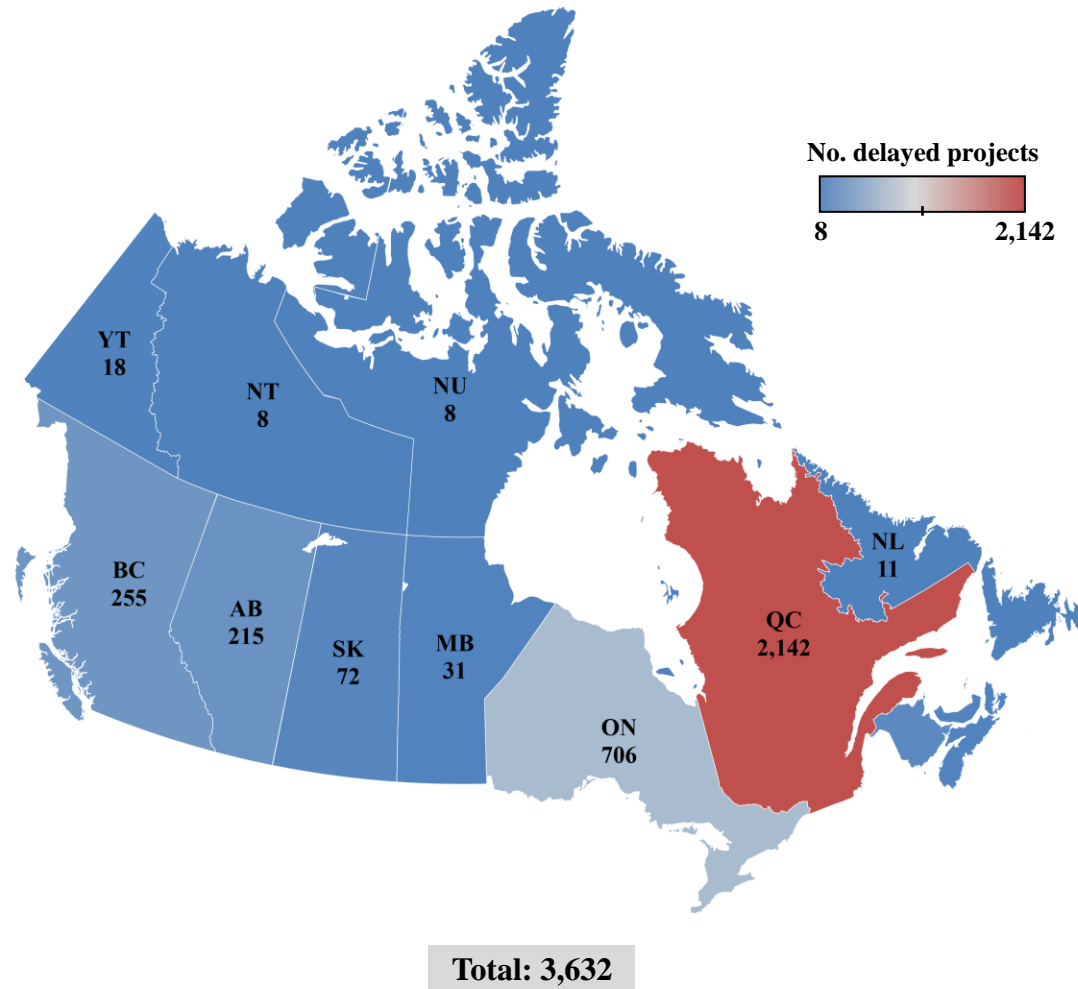 No. delayed projects
8
2,142
YT
18
NT
8
NU
8
BC
255
AB
215
SK
72
MB
31
ON
706
QC
2,142
NL
11
Total: 3,632